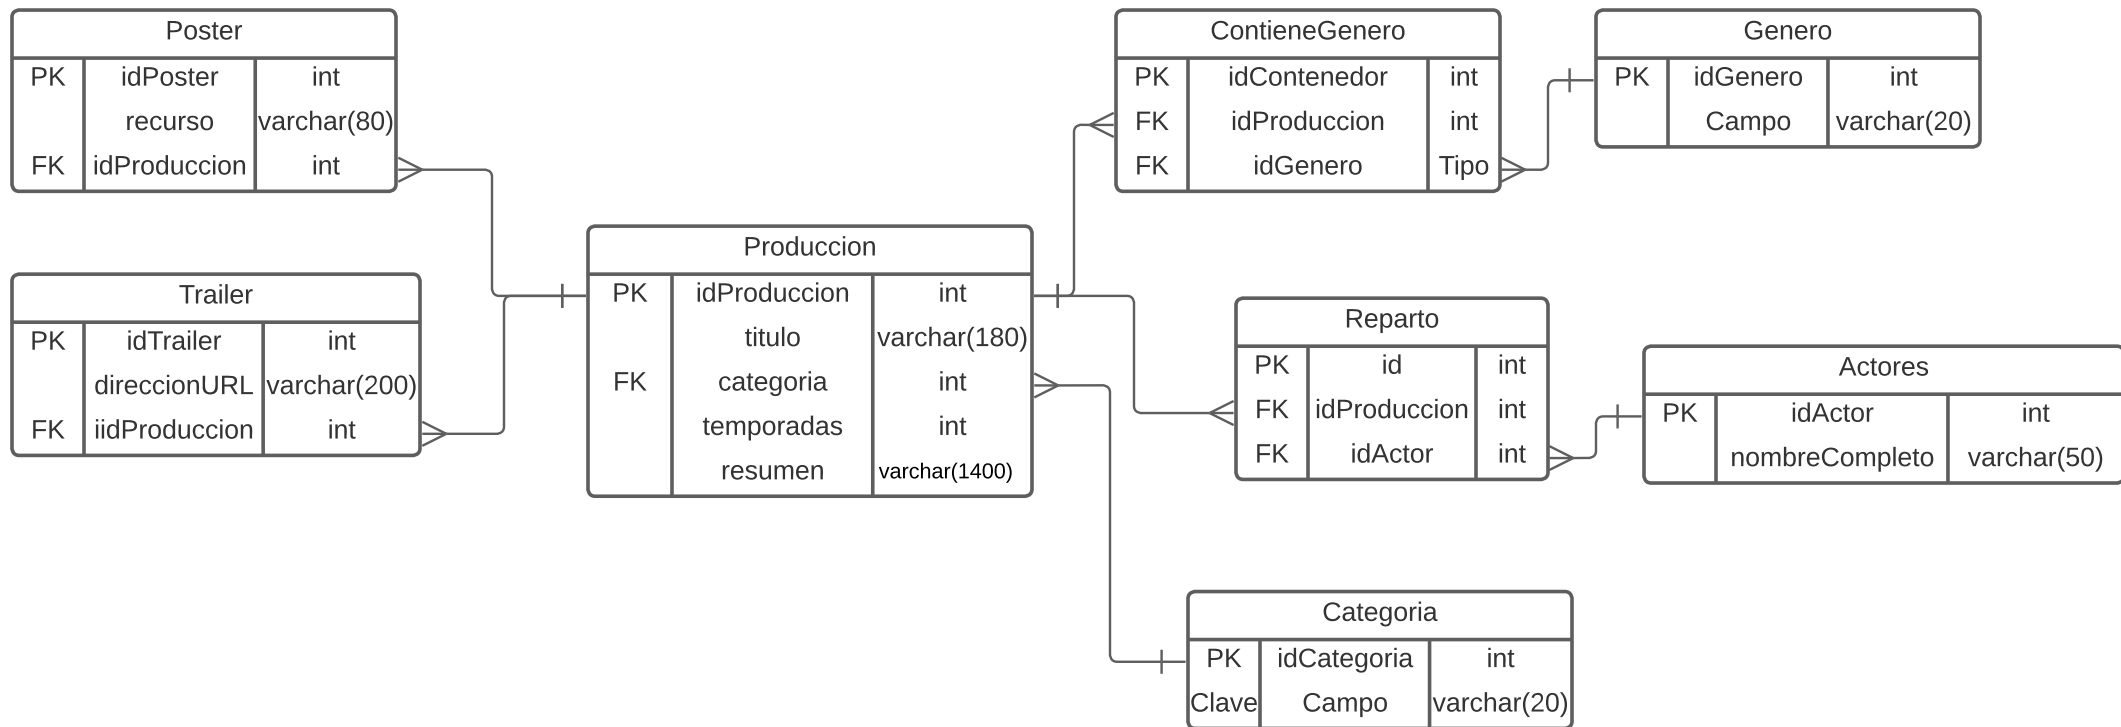 Poster
PK idPoster int
recurso varchar(80)
FK idProduccion int
Trailer
PK idTrailer int
direccionURL varchar(200)
FK iidProduccion int
Produccion
PK idProduccion int
titulo varchar(180)
FK categoria int
temporadas int
resumen varchar(1400)
ContieneGenero
PK idContenedor int
FK idProduccion int
FK idGenero Tipo
Genero
PK idGenero int
Campo varchar(20)
Reparto
PK id int
FK idProduccion int
FK idActor int
Actores
PK idActor int
nombreCompleto varchar(50)
Categoria
PK idCategoria int
Clave Campo varchar(20)